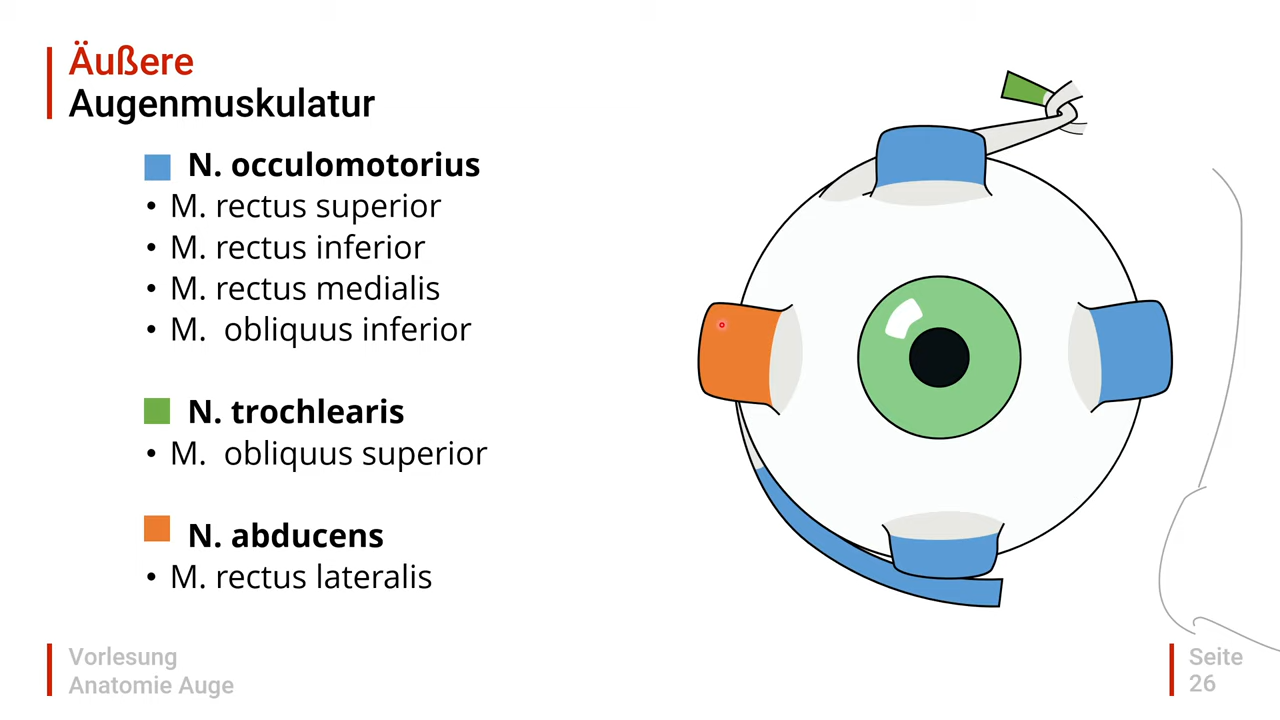 Äußere
Augenmuskulatur
N. occulomotorius
• M. rectus superior
• M. rectus inferior
• M. rectus medialis
• M. obliquus inferior
N. trochlearis
• M. obliquus superior
N. abducens
• M. rectus lateralis
Vorlesung
Anatomie Auge
Seite
26